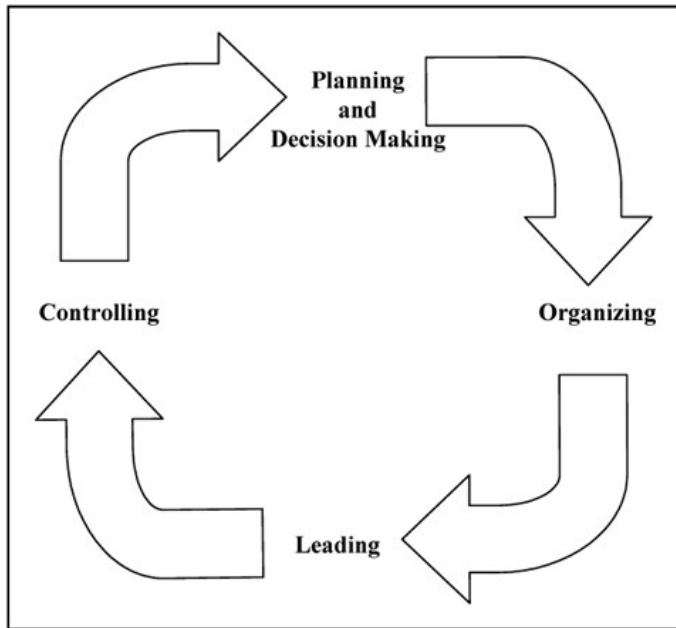 Planning
and
Decision Making
Organizing
Leading
Controlling